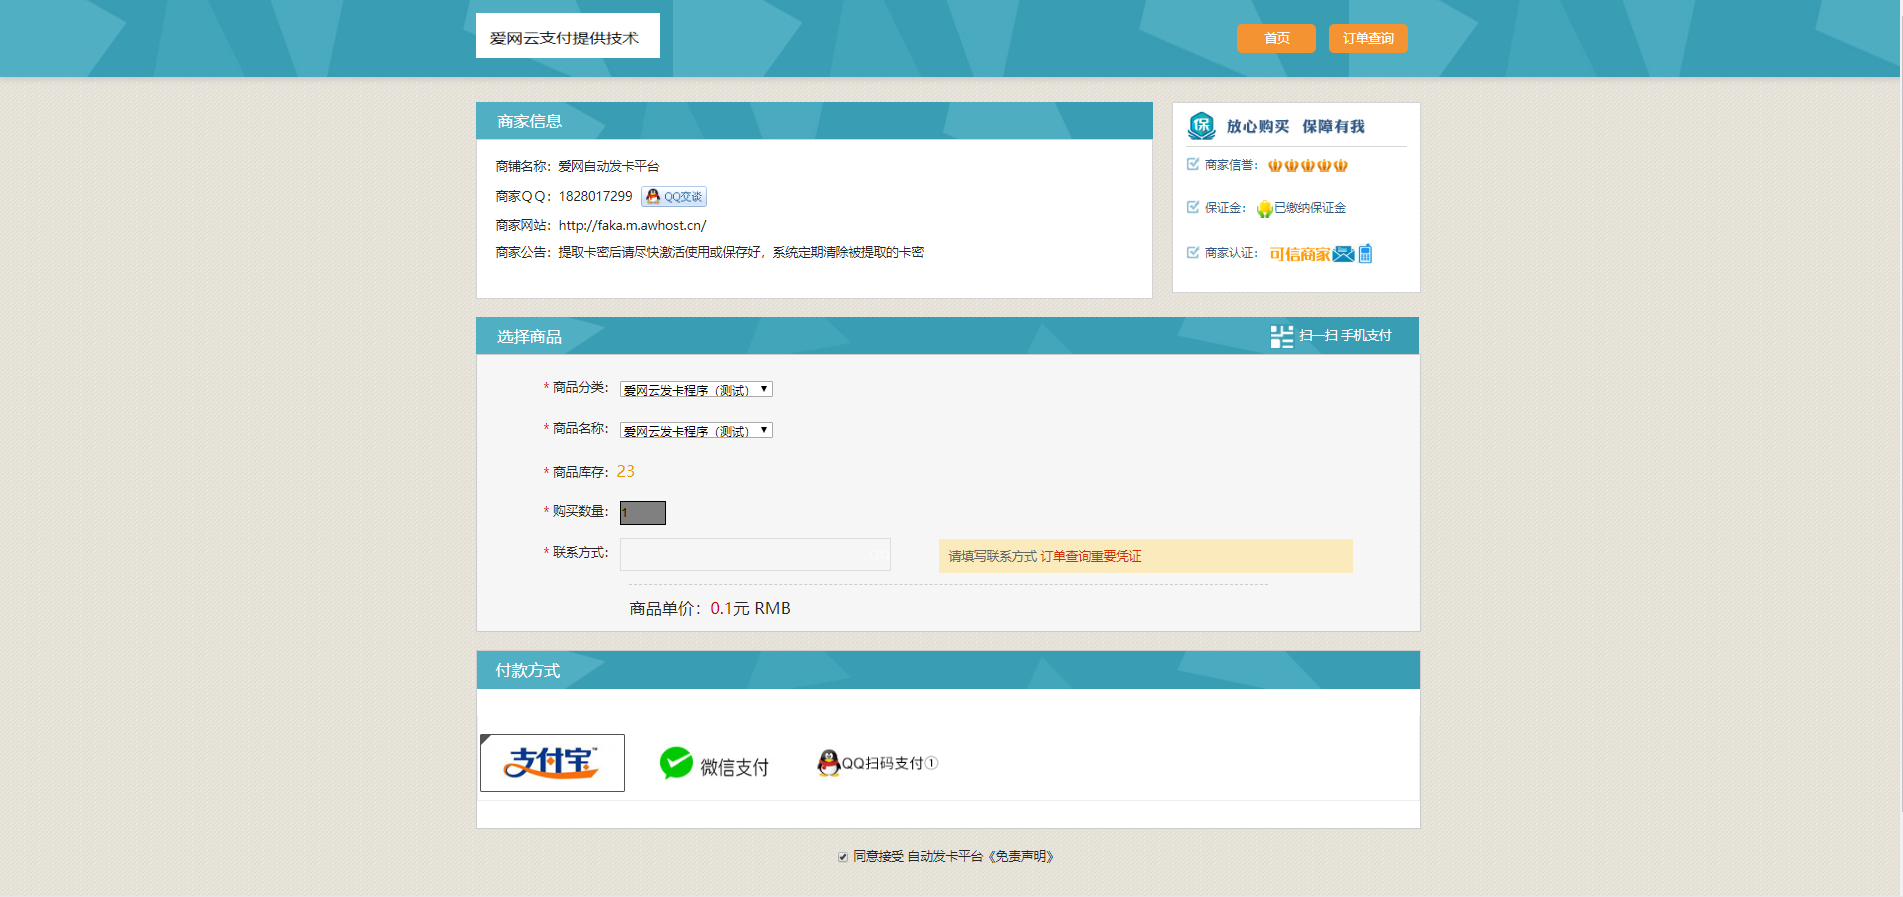 爱网云支付提供技术
首页 订单查询
商家信息
商铺名称：爱网自动发卡平台
商家ＱＱ：1828017299 QQ交谈
商家网站：http://faka.m.awhost.cn/
商家公告：提取卡密后请尽快激活使用或保存好，系统定期清除被提取的卡密
保 放心购买 保障有我
商家信誉：
保证金： 已缴纳保证金
商家认证： 可信商家
选择商品 扫一扫 手机支付
* 商品分类： 爱网云发卡程序（测试）
* 商品名称： 爱网云发卡程序（测试）
* 商品库存： 23
* 购买数量： 1
* 联系方式： 请填写联系方式 订单查询重要凭证
商品单价：0.1元 RMB
付款方式
支付宝™ 微信支付 QQ扫码支付①
同意接受 自动发卡平台《免责声明》